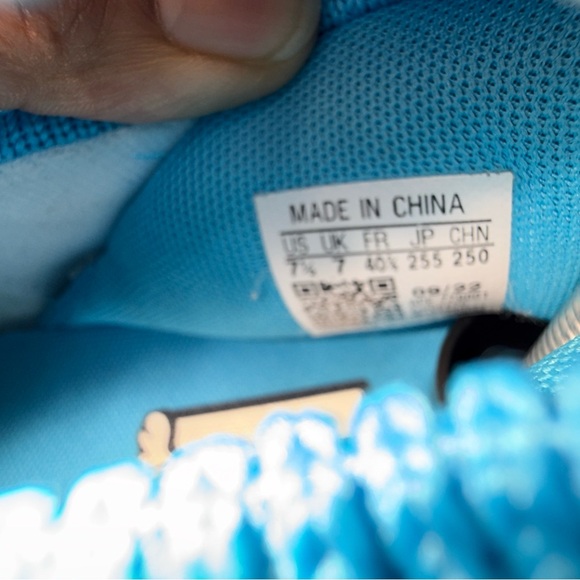 MADE IN CHINA
US UK FR JP CHN
7½ 7 40⅔ 255 250
09/22